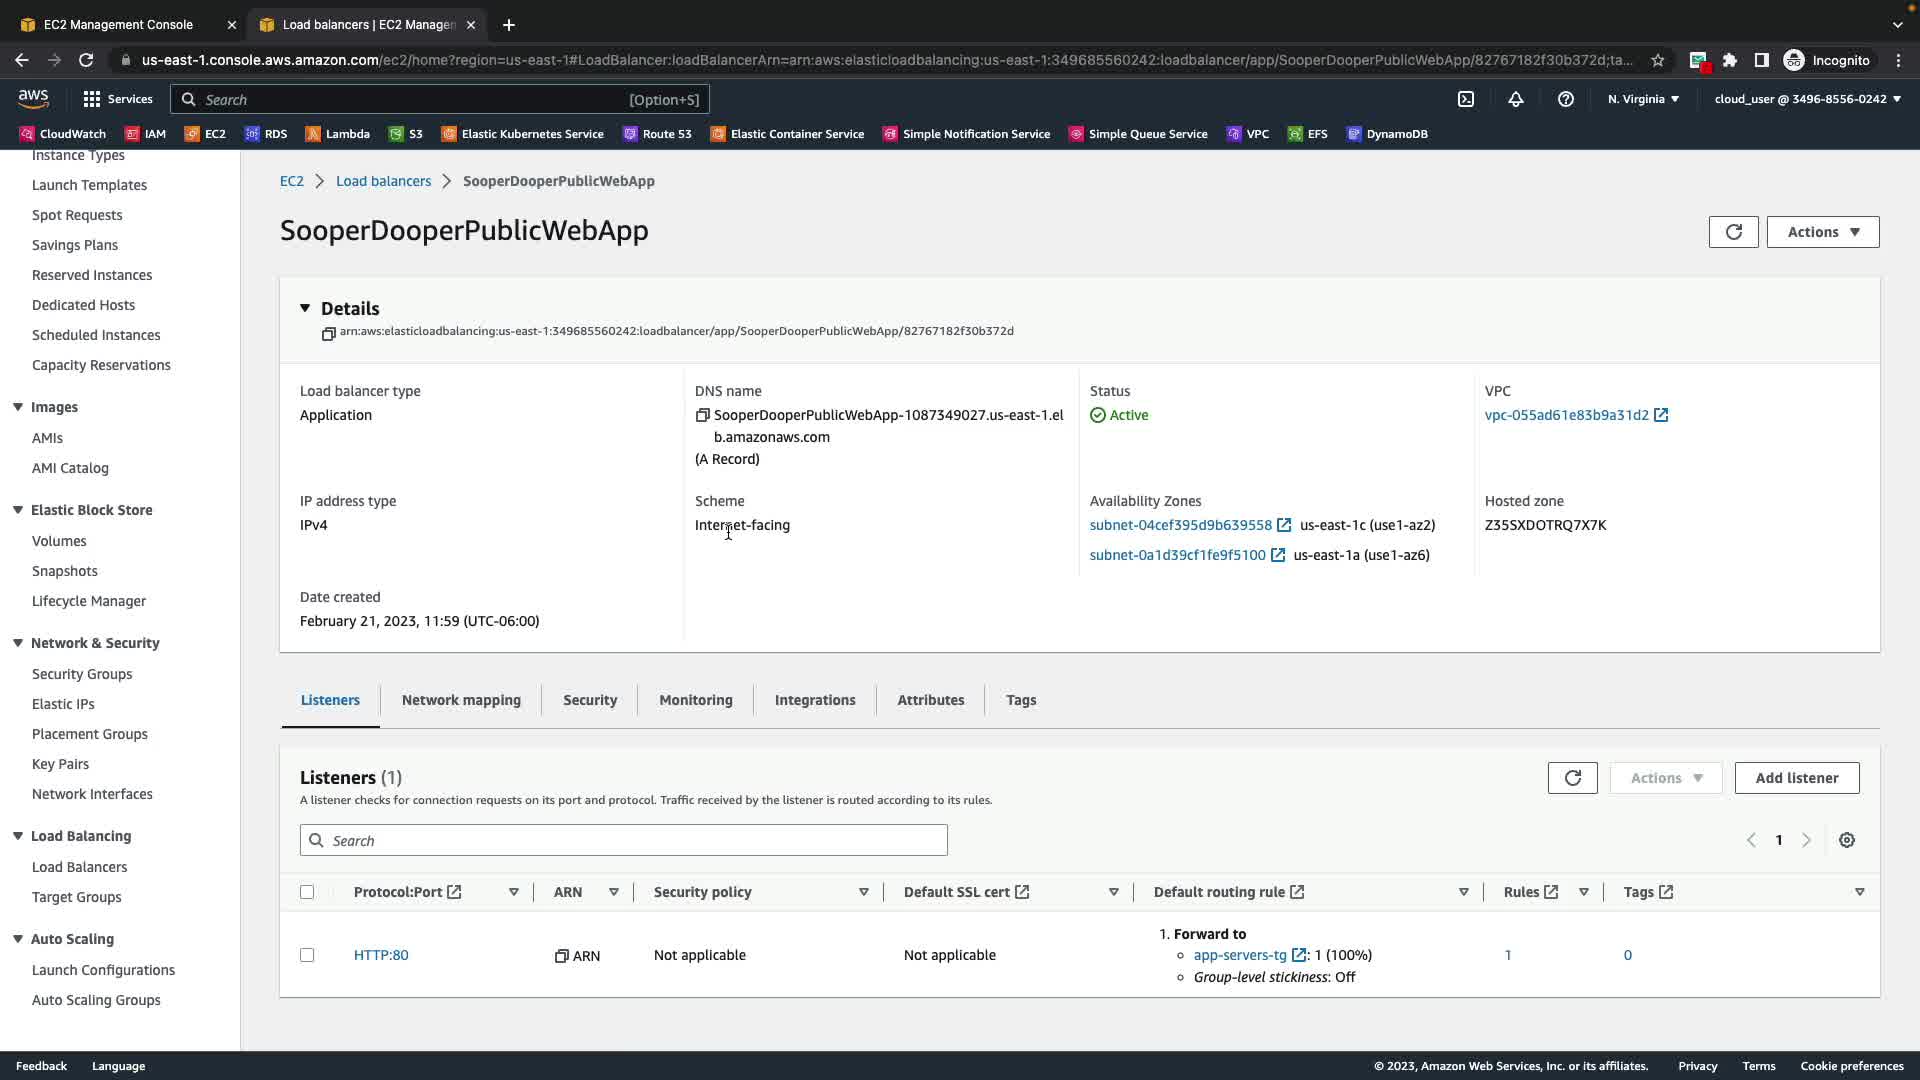 EC2 Management Console
Load balancers | EC2 Manager
us-east-1.console.aws.amazon.com/ec2/home?region=us-east-1#LoadBalancer:loadBalancerArn=arn:aws:elasticloadbalancing:us-east-1:349685560242:loadbalancer/app/SooperDooperPublicWebApp/82767182f30b372d;ta...
Incognito
aws
Services
Search
[Option+S]
N. Virginia
cloud_user @ 3496-8556-0242
CloudWatch
IAM
EC2
RDS
Lambda
S3
Elastic Kubernetes Service
Route 53
Elastic Container Service
Simple Notification Service
Simple Queue Service
VPC
EFS
DynamoDB
Instance Types
Launch Templates
Spot Requests
Savings Plans
Reserved Instances
Dedicated Hosts
Scheduled Instances
Capacity Reservations
Images
AMIs
AMI Catalog
Elastic Block Store
Volumes
Snapshots
Lifecycle Manager
Network & Security
Security Groups
Elastic IPs
Placement Groups
Key Pairs
Network Interfaces
Load Balancing
Load Balancers
Target Groups
Auto Scaling
Launch Configurations
Auto Scaling Groups
EC2 > Load balancers > SooperDooperPublicWebApp
SooperDooperPublicWebApp
Actions
Details
arn:aws:elasticloadbalancing:us-east-1:349685560242:loadbalancer/app/SooperDooperPublicWebApp/82767182f30b372d
Load balancer type
Application
DNS name
SooperDooperPublicWebApp-1087349027.us-east-1.el
b.amazonaws.com
(A Record)
Status
Active
VPC
vpc-055ad61e83b9a31d2
IP address type
IPv4
Scheme
Internet-facing
Availability Zones
subnet-04cef395d9b639558 us-east-1c (use1-az2)
subnet-0a1d39cf1fe9f5100 us-east-1a (use1-az6)
Hosted zone
Z35SXDOTRQ7X7K
Date created
February 21, 2023, 11:59 (UTC-06:00)
Listeners
Network mapping
Security
Monitoring
Integrations
Attributes
Tags
Listeners (1)
A listener checks for connection requests on its port and protocol. Traffic received by the listener is routed according to its rules.
Actions
Add listener
Search
1
Protocol:Port
ARN
Security policy
Default SSL cert
Default routing rule
Rules
Tags
HTTP:80
ARN
Not applicable
Not applicable
1. Forward to
app-servers-tg: 1 (100%)
Group-level stickiness: Off
1
0
Feedback
Language
© 2023, Amazon Web Services, Inc. or its affiliates.
Privacy
Terms
Cookie preferences